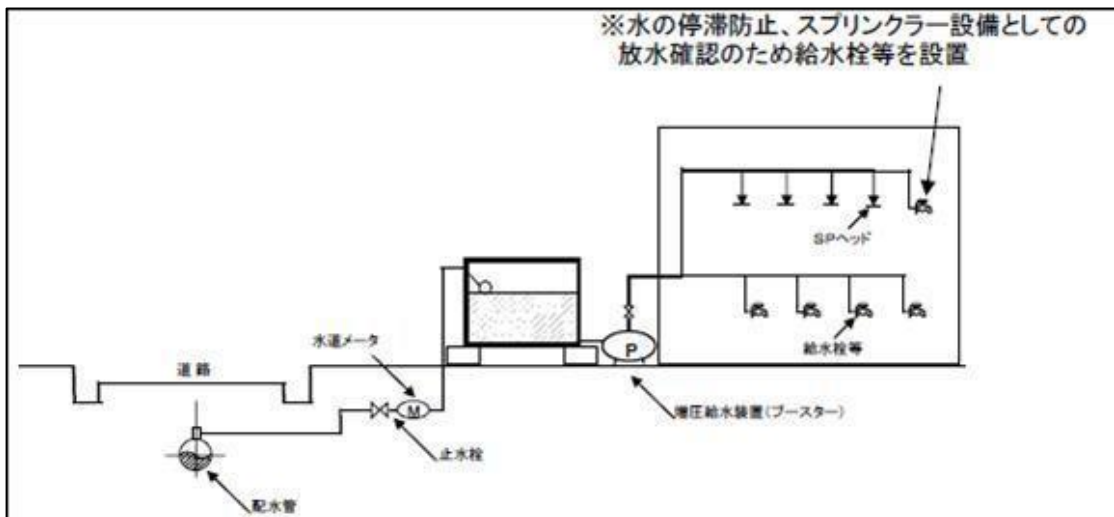 ※水の停滞防止、スプリンクラー設備としての
放水確認のため給水栓等を設置
SPヘッド
水道メータ
給水栓等
道路
P
増圧給水装置(ブースター)
M
止水栓
配水管